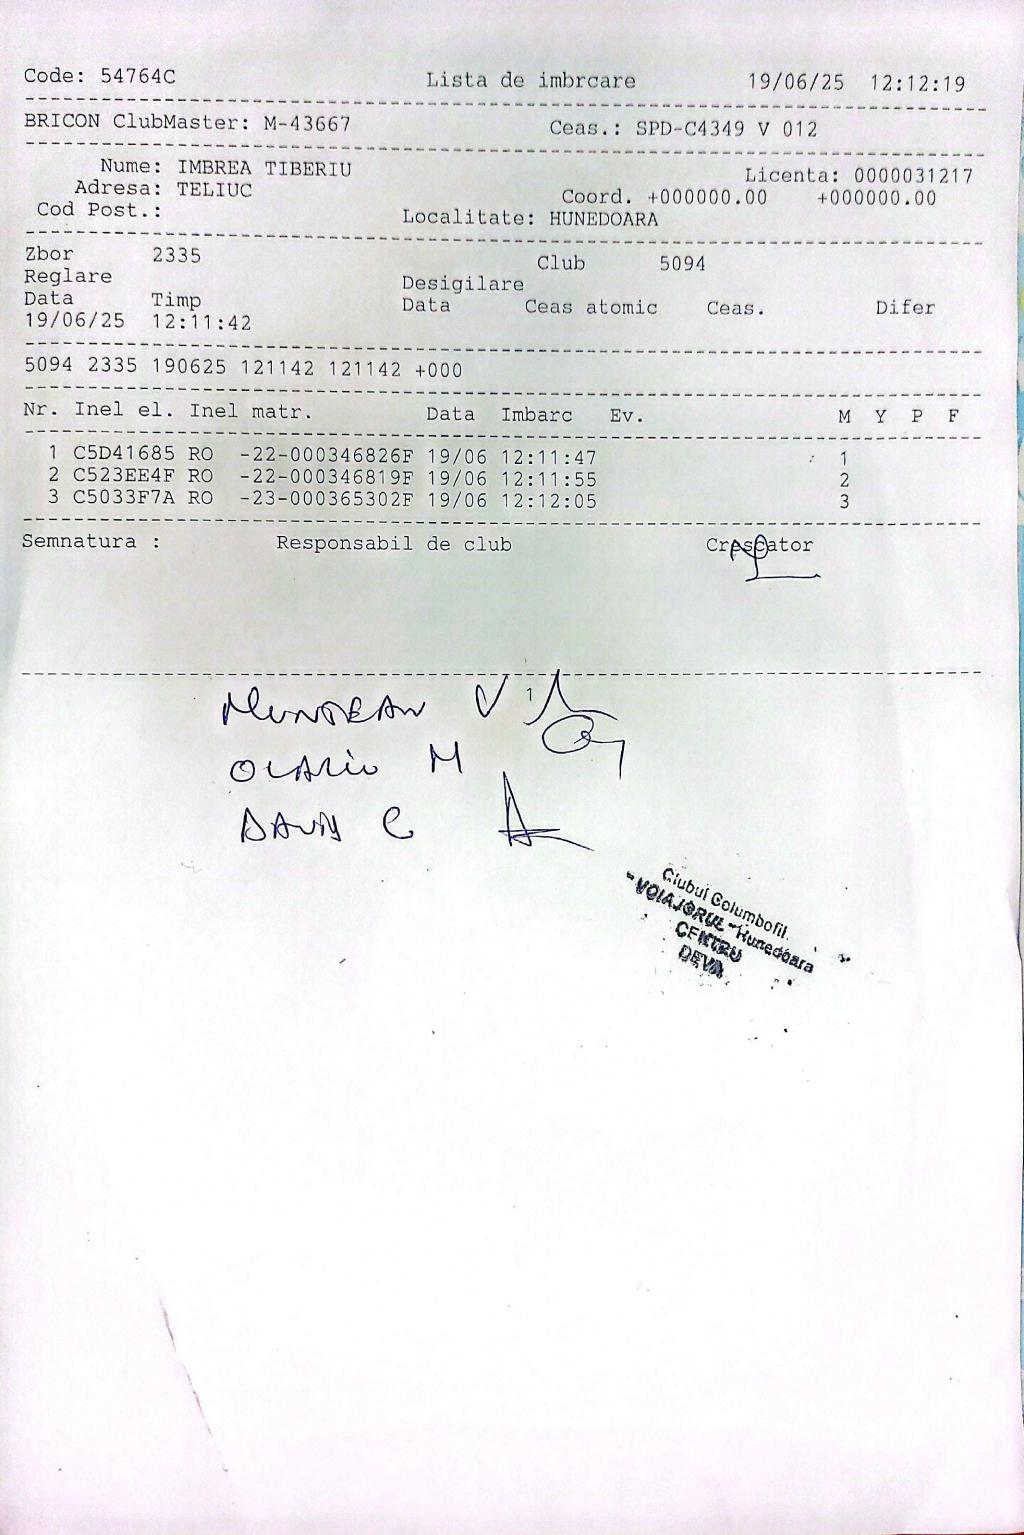 Code: 54764C Lista de imbrcare 19/06/25 12:12:19
BRICON ClubMaster: M-43667 Ceas.: SPD-C4349 V 012
Nume: IMBREA TIBERIU Licenta: 0000031217
Adresa: TELIUC Coord. +000000.00 +000000.00
Cod Post.: Localitate: HUNEDOARA
Zbor 2335 Club 5094
Reglare Desigilare
Data Timp Data Ceas atomic Ceas. Difer
19/06/25 12:11:42
5094 2335 190625 121142 121142 +000
Nr. Inel el. Inel matr. Data Imbarc Ev. M Y P F
1 C5D41685 RO -22-000346826F 19/06 12:11:47 1
2 C523EE4F RO -22-000346819F 19/06 12:11:55 2
3 C5033F7A RO -23-000365302F 19/06 12:12:05 3
Semnatura : Responsabil de club Crescator
MUNTEAN V 1
OLARIU M
DAVID C
Clubul Columbofil
"VOIAJORUL" Hunedoara
CENTRU
DEVA